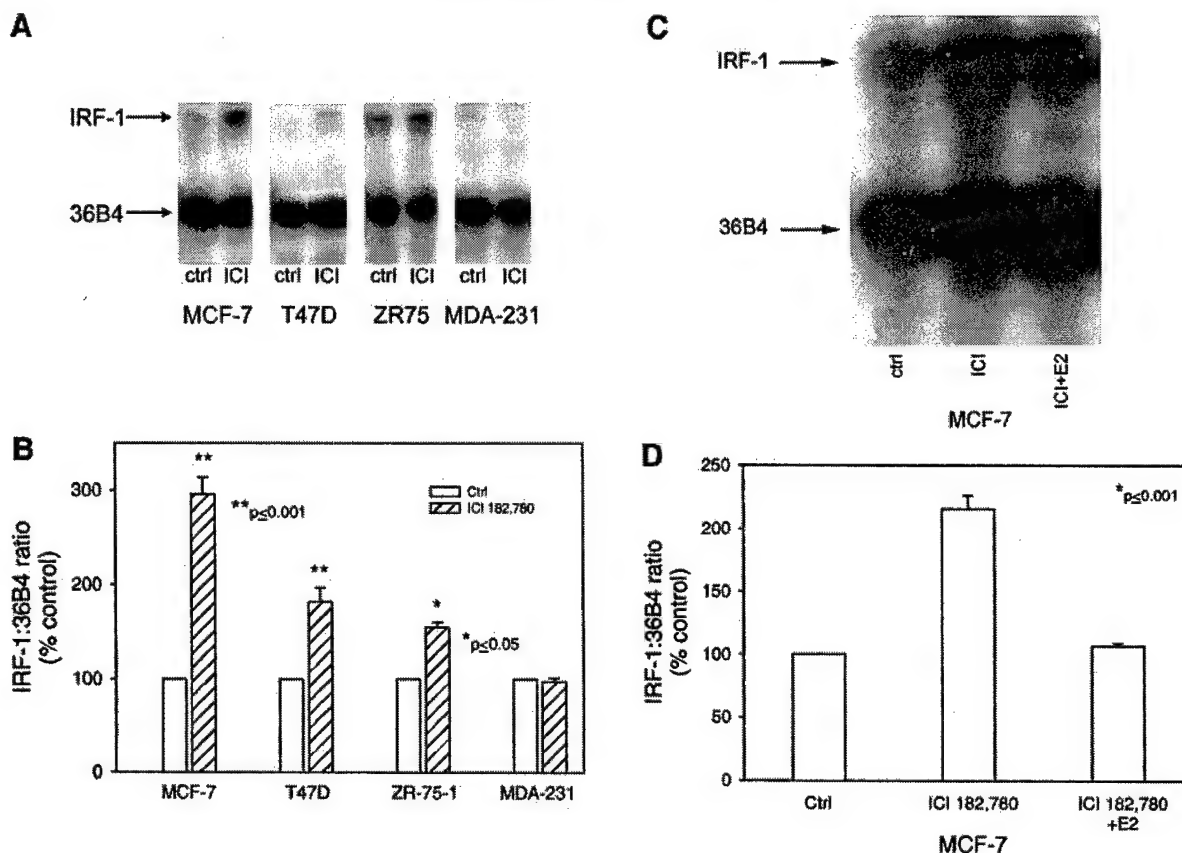 A
IRF-1
36B4
ctrl ICI ctrl ICI ctrl ICI ctrl ICI
MCF-7 T47D ZR75 MDA-231
B
IRF-1:36B4 ratio
(% control)
300
200
100
0
**
**p≤0.001
**
*
*p≤0.05
Ctrl
ICI 182,780
MCF-7 T47D ZR-75-1 MDA-231
C
IRF-1
36B4
ctrl ICI ICI+E2
MCF-7
D
IRF-1:36B4 ratio
(% control)
250
200
150
100
50
0
*p≤0.001
Ctrl ICI 182,780 ICI 182,780
+E2
MCF-7